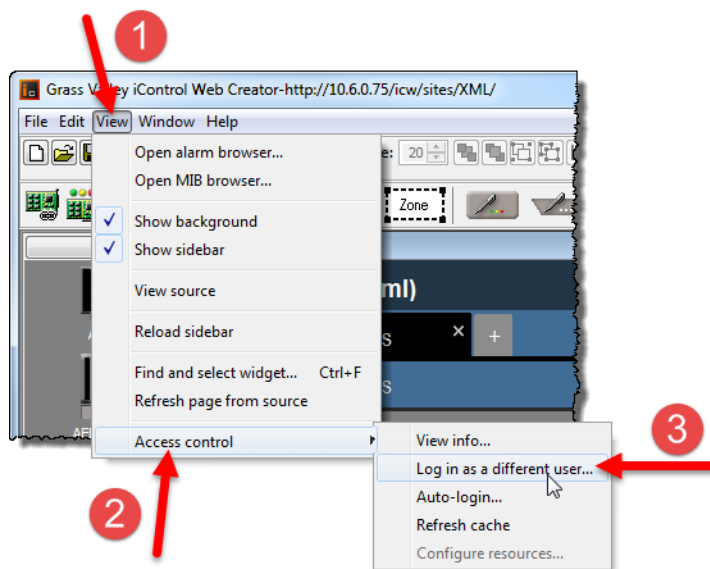 1
Grass Valley iControl Web Creator-http://10.6.0.75/icw/sites/XML/
File Edit View Window Help
Open alarm browser...
e: 20
Open MIB browser...
Zone
Show background
Show sidebar
View source
ml)
Reload sidebar
s × +
Find and select widget... Ctrl+F
s
Refresh page from source
Access control
View info...
3
Log in as a different user...
2
Auto-login...
Refresh cache
Configure resources...